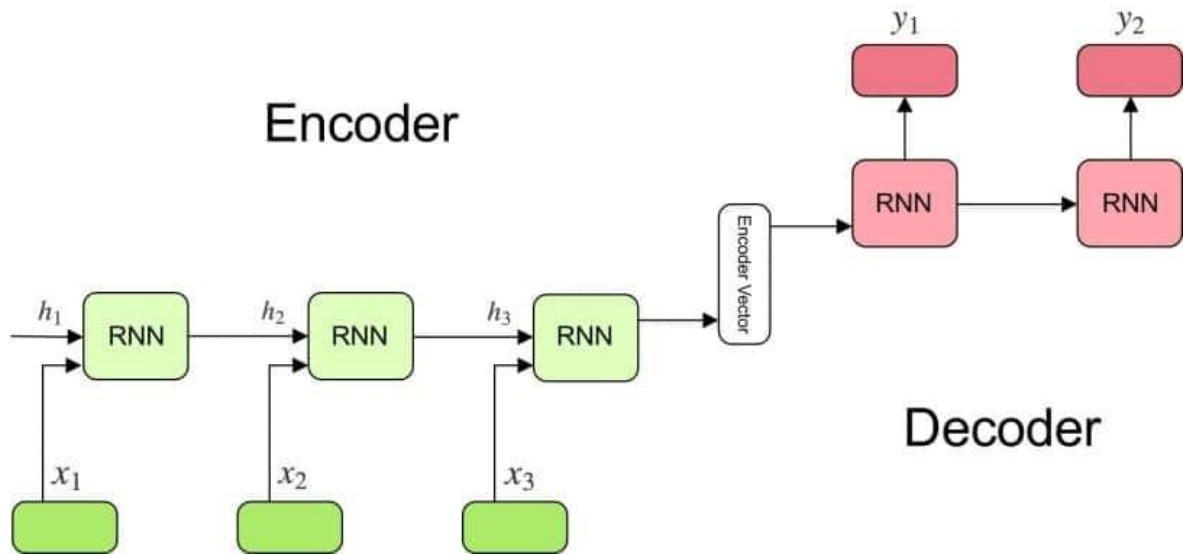 y₁
y₂
Encoder
RNN
RNN
Encoder Vector
h₁
RNN
h₂
RNN
h₃
RNN
Decoder
x₁
x₂
x₃